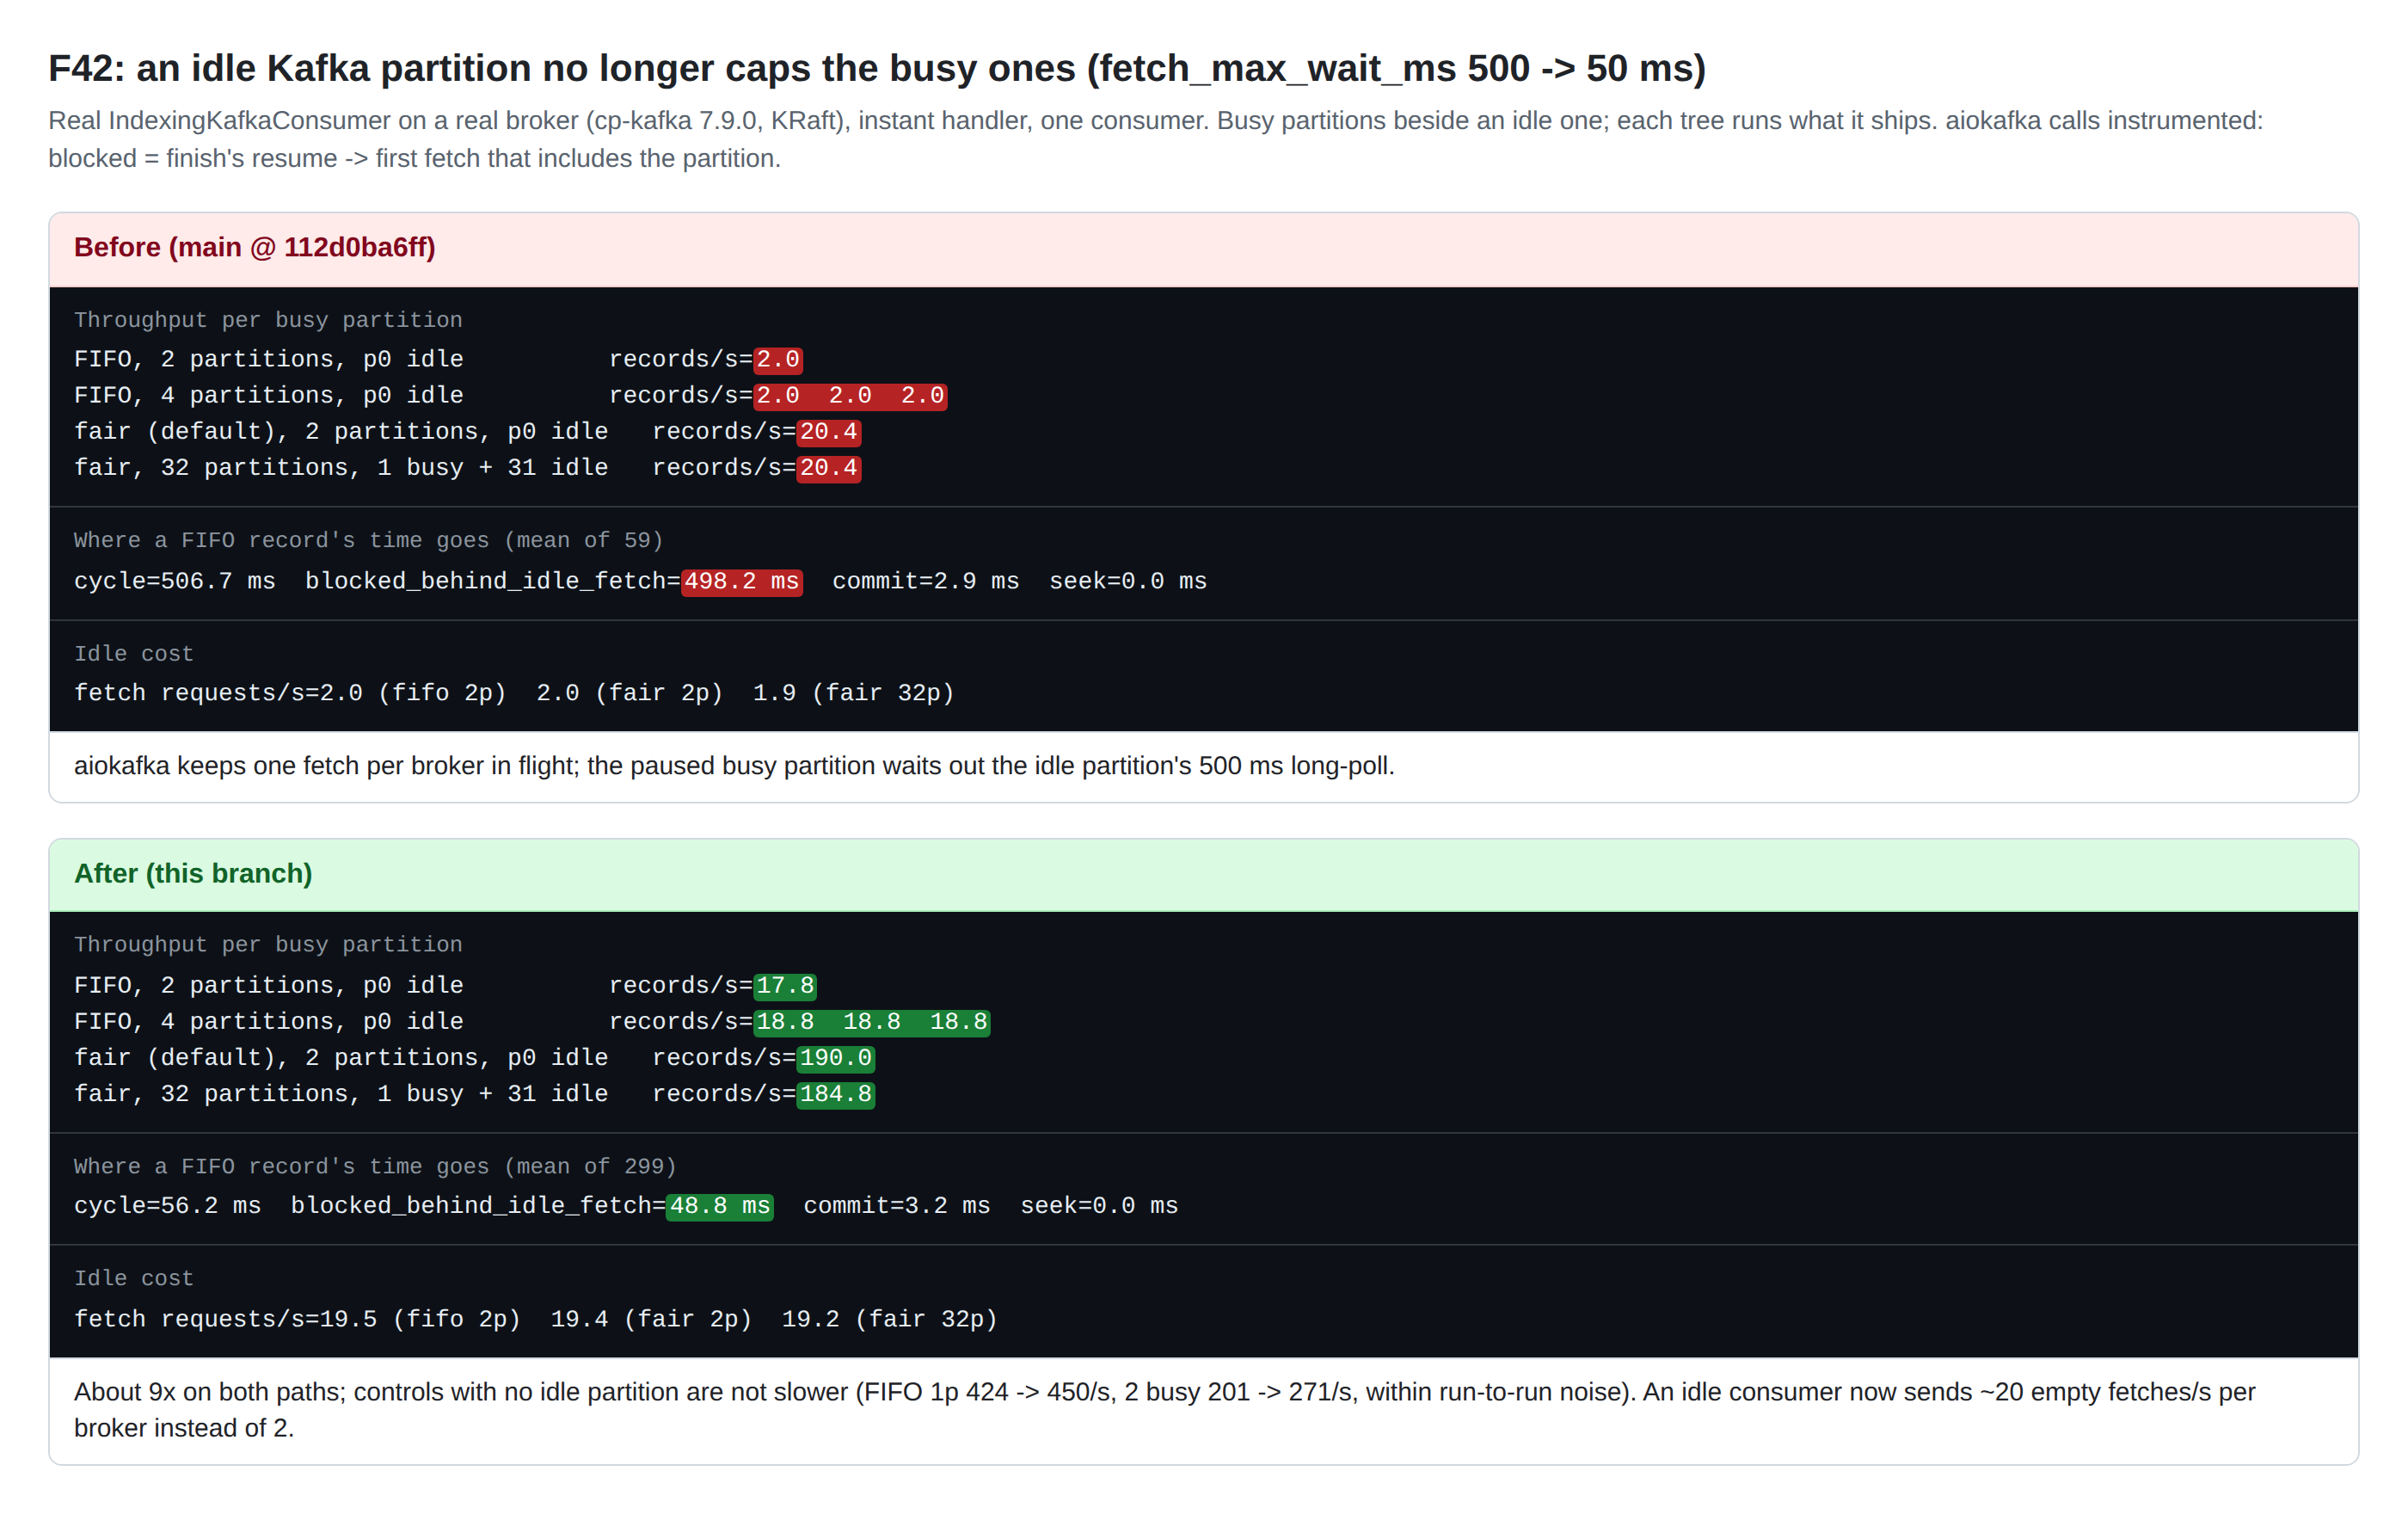 F42: an idle Kafka partition no longer caps the busy ones (fetch_max_wait_ms 500 -> 50 ms)
Real IndexingKafkaConsumer on a real broker (cp-kafka 7.9.0, KRaft), instant handler, one consumer. Busy partitions beside an idle one; each tree runs what it ships. aiokafka calls instrumented:
blocked = finish's resume -> first fetch that includes the partition.
Before (main @ 112d0ba6ff)
Throughput per busy partition
FIFO, 2 partitions, p0 idle          records/s=2.0
FIFO, 4 partitions, p0 idle          records/s=2.0  2.0  2.0
fair (default), 2 partitions, p0 idle   records/s=20.4
fair, 32 partitions, 1 busy + 31 idle   records/s=20.4
Where a FIFO record's time goes (mean of 59)
cycle=506.7 ms  blocked_behind_idle_fetch=498.2 ms  commit=2.9 ms  seek=0.0 ms
Idle cost
fetch requests/s=2.0 (fifo 2p)  2.0 (fair 2p)  1.9 (fair 32p)
aiokafka keeps one fetch per broker in flight; the paused busy partition waits out the idle partition's 500 ms long-poll.
After (this branch)
Throughput per busy partition
FIFO, 2 partitions, p0 idle          records/s=17.8
FIFO, 4 partitions, p0 idle          records/s=18.8  18.8  18.8
fair (default), 2 partitions, p0 idle   records/s=190.0
fair, 32 partitions, 1 busy + 31 idle   records/s=184.8
Where a FIFO record's time goes (mean of 299)
cycle=56.2 ms  blocked_behind_idle_fetch=48.8 ms  commit=3.2 ms  seek=0.0 ms
Idle cost
fetch requests/s=19.5 (fifo 2p)  19.4 (fair 2p)  19.2 (fair 32p)
About 9x on both paths; controls with no idle partition are not slower (FIFO 1p 424 -> 450/s, 2 busy 201 -> 271/s, within run-to-run noise). An idle consumer now sends ~20 empty fetches/s per
broker instead of 2.